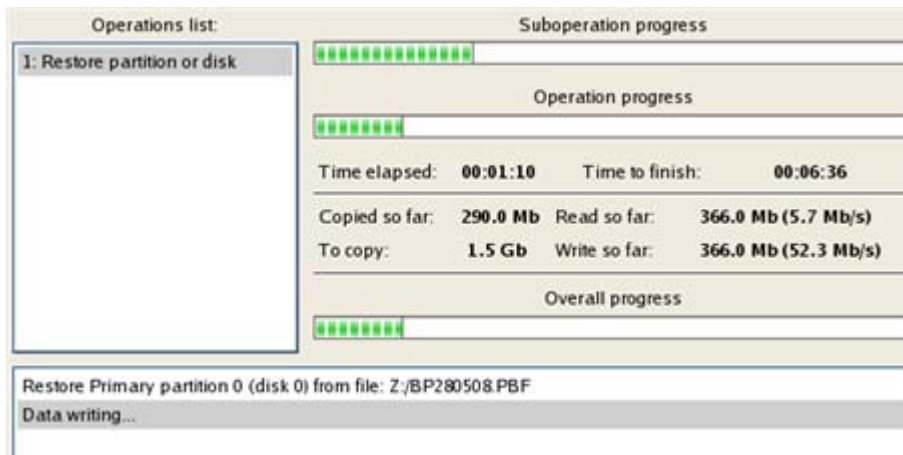 Operations list:
1: Restore partition or disk
Suboperation progress
Operation progress
Time elapsed: 00:01:10 Time to finish: 00:06:36
Copied so far: 290.0 Mb Read so far: 366.0 Mb (5.7 Mb/s)
To copy: 1.5 Gb Write so far: 366.0 Mb (52.3 Mb/s)
Overall progress
Restore Primary partition 0 (disk 0) from file: Z:/BP280508.PBF
Data writing...